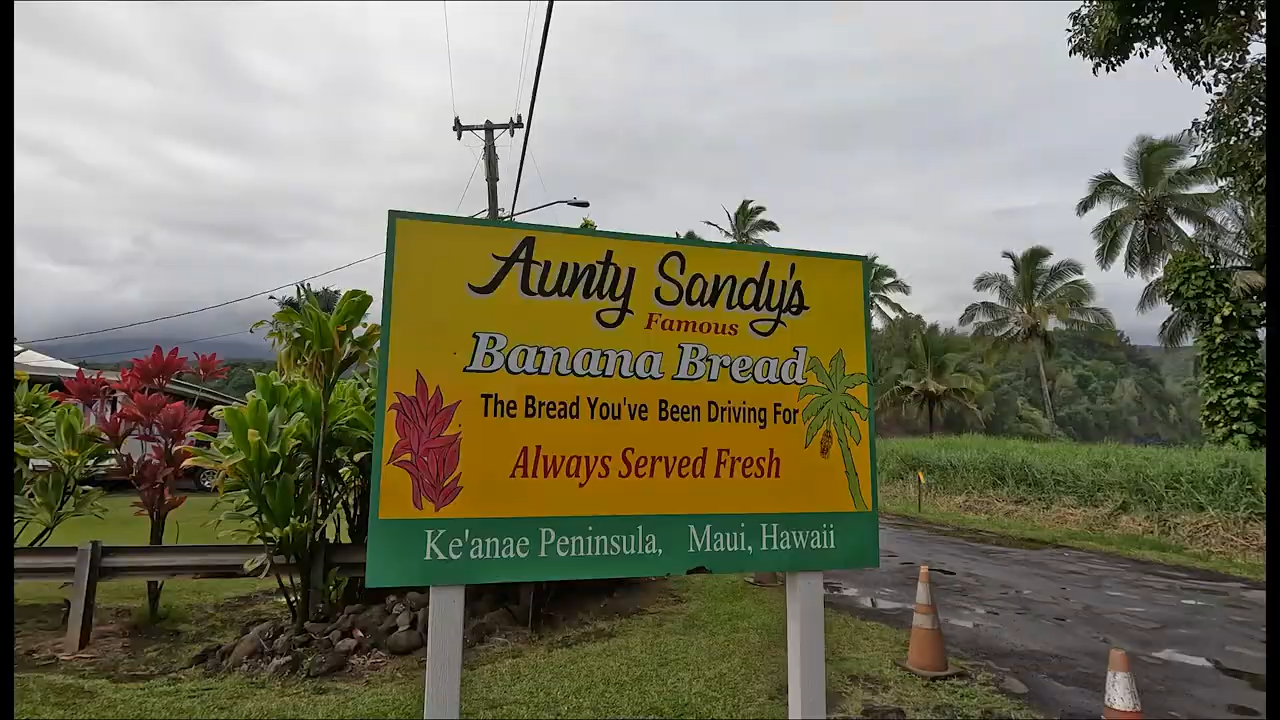 Aunty Sandy's
Famous
Banana Bread
The Bread You've Been Driving For
Always Served Fresh
Ke'anae Peninsula, Maui, Hawaii